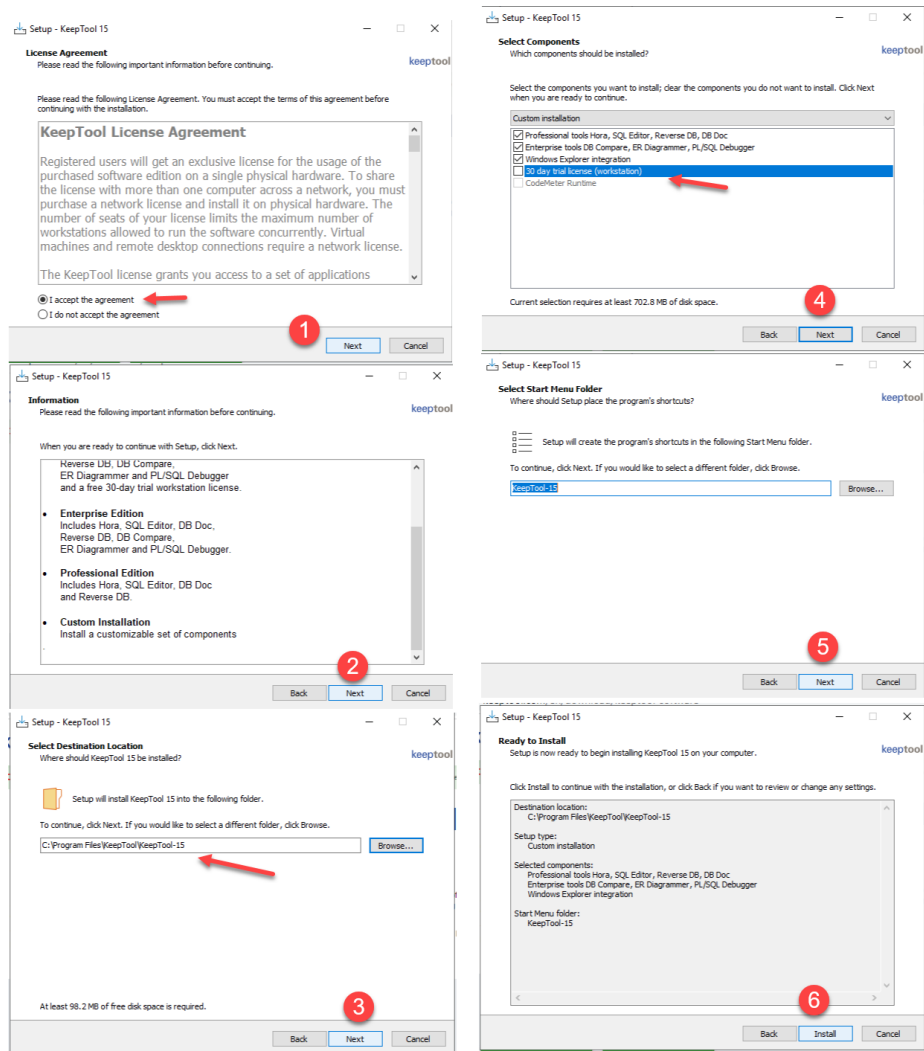 Setup - KeepTool 15
License Agreement
Please read the following important information before continuing.
keeptool
Please read the following License Agreement. You must accept the terms of this agreement before
continuing with the installation.
KeepTool License Agreement
Registered users will get an exclusive license for the usage of the
purchased software edition on a single physical hardware. To share
the license with more than one computer across a network, you must
purchase a network license and install it on physical hardware. The
number of seats of your license limits the maximum number of
workstations allowed to run the software concurrently. Virtual
machines and remote desktop connections require a network license.
The KeepTool license grants you access to a set of applications
I accept the agreement
I do not accept the agreement
1
Next Cancel
Setup - KeepTool 15
Information
Please read the following important information before continuing.
keeptool
When you are ready to continue with Setup, click Next.
Reverse DB, DB Compare,
ER Diagrammer and PL/SQL Debugger
and a free 30-day trial workstation license.
• Enterprise Edition
Includes Hora, SQL Editor, DB Doc,
Reverse DB, DB Compare,
ER Diagrammer and PL/SQL Debugger.
• Professional Edition
Includes Hora, SQL Editor, DB Doc
and Reverse DB.
• Custom Installation
Install a customizable set of components
.
2
Back Next Cancel
Setup - KeepTool 15
Select Destination Location
Where should KeepTool 15 be installed?
keeptool
Setup will install KeepTool 15 into the following folder.
To continue, click Next. If you would like to select a different folder, click Browse.
C:\Program Files\KeepTool\KeepTool-15 Browse...
At least 98.2 MB of free disk space is required.
3
Back Next Cancel
Setup - KeepTool 15
Select Components
Which components should be installed?
keeptool
Select the components you want to install; clear the components you do not want to install. Click Next
when you are ready to continue.
Custom installation
Professional tools Hora, SQL Editor, Reverse DB, DB Doc
Enterprise tools DB Compare, ER Diagrammer, PL/SQL Debugger
Windows Explorer integration
30 day trial license (workstation)
CodeMeter Runtime
Current selection requires at least 702.8 MB of disk space.
4
Back Next Cancel
Setup - KeepTool 15
Select Start Menu Folder
Where should Setup place the program's shortcuts?
keeptool
Setup will create the program's shortcuts in the following Start Menu folder.
To continue, click Next. If you would like to select a different folder, click Browse.
KeepTool-15 Browse...
5
Back Next Cancel
Setup - KeepTool 15
Ready to Install
Setup is now ready to begin installing KeepTool 15 on your computer.
keeptool
Click Install to continue with the installation, or click Back if you want to review or change any settings.
Destination location:
C:\Program Files\KeepTool\KeepTool-15
Setup type:
Custom installation
Selected components:
Professional tools Hora, SQL Editor, Reverse DB, DB Doc
Enterprise tools DB Compare, ER Diagrammer, PL/SQL Debugger
Windows Explorer integration
Start Menu folder:
KeepTool-15
6
Back Install Cancel